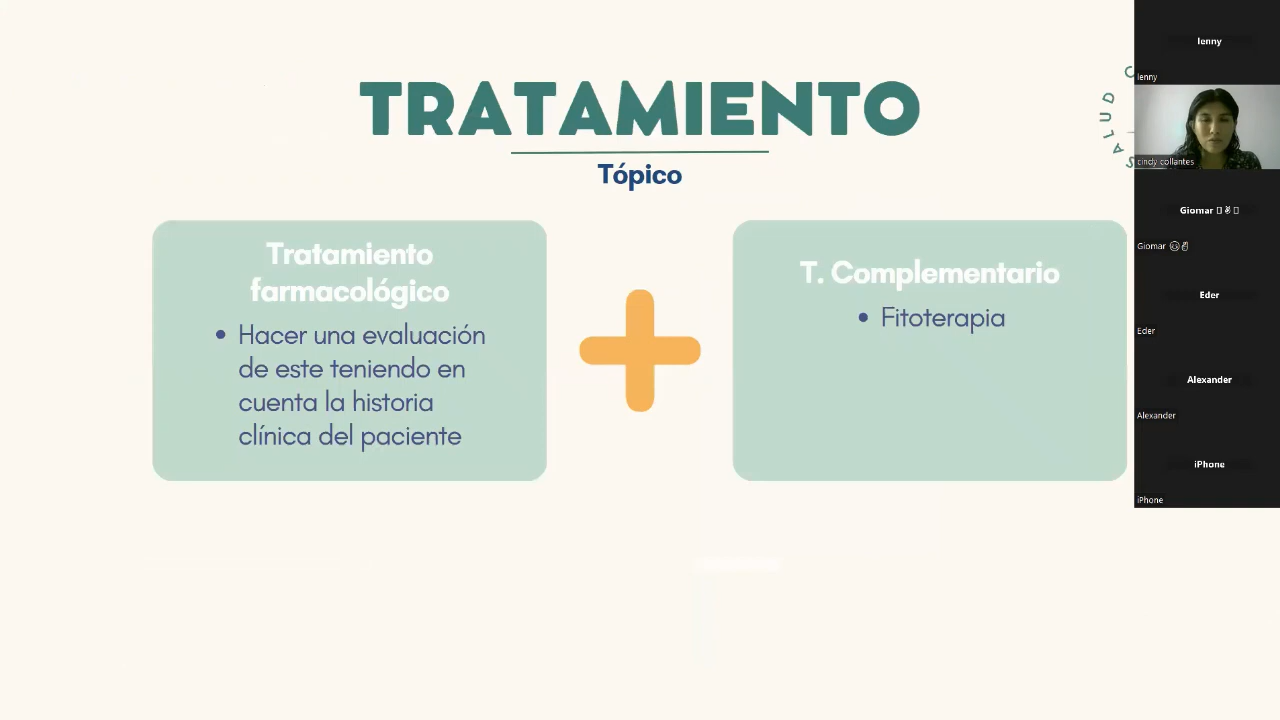 TRATAMIENTO
Tópico
Tratamiento
farmacológico
• Hacer una evaluación
de este teniendo en
cuenta la historia
clínica del paciente
T. Complementario
• Fitoterapia
SALUD C
lenny
lenny
cindy collantes
Giomar
Giomar
Eder
Eder
Alexander
Alexander
iPhone
iPhone